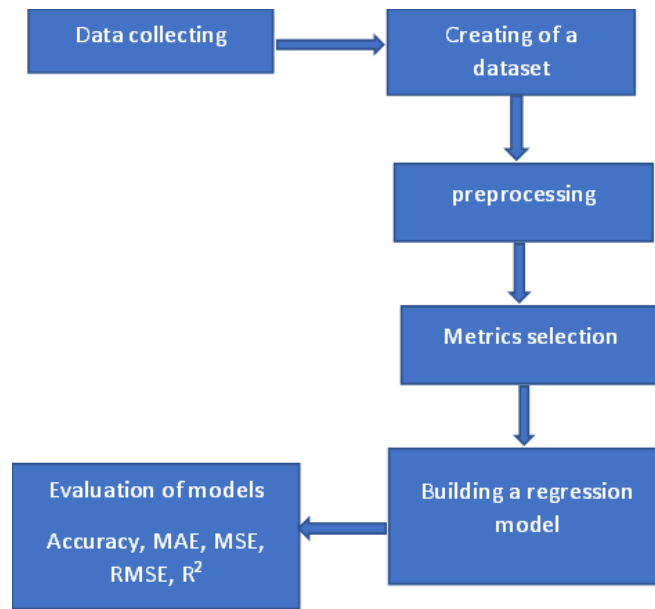 Data collecting
Creating of a
dataset
preprocessing
Metrics selection
Building a regression
model
Evaluation of models
Accuracy, MAE, MSE,
RMSE, R²